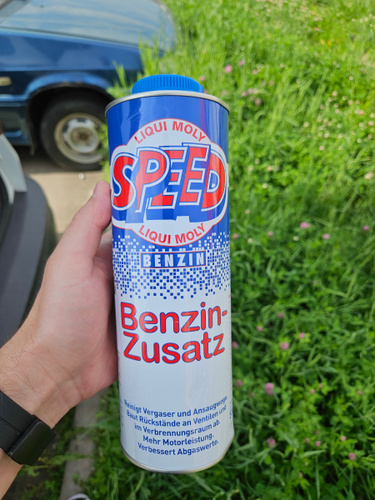 LIQUI MOLY
SPEED
LIQUI MOLY
BENZIN
Benzin-
Zusatz
Reinigt Vergaser und Ansaugwege.
Baut Rückstände an Ventilen und
im Verbrennungsraum ab.
Mehr Motorleistung.
Verbessert Abgaswerte.